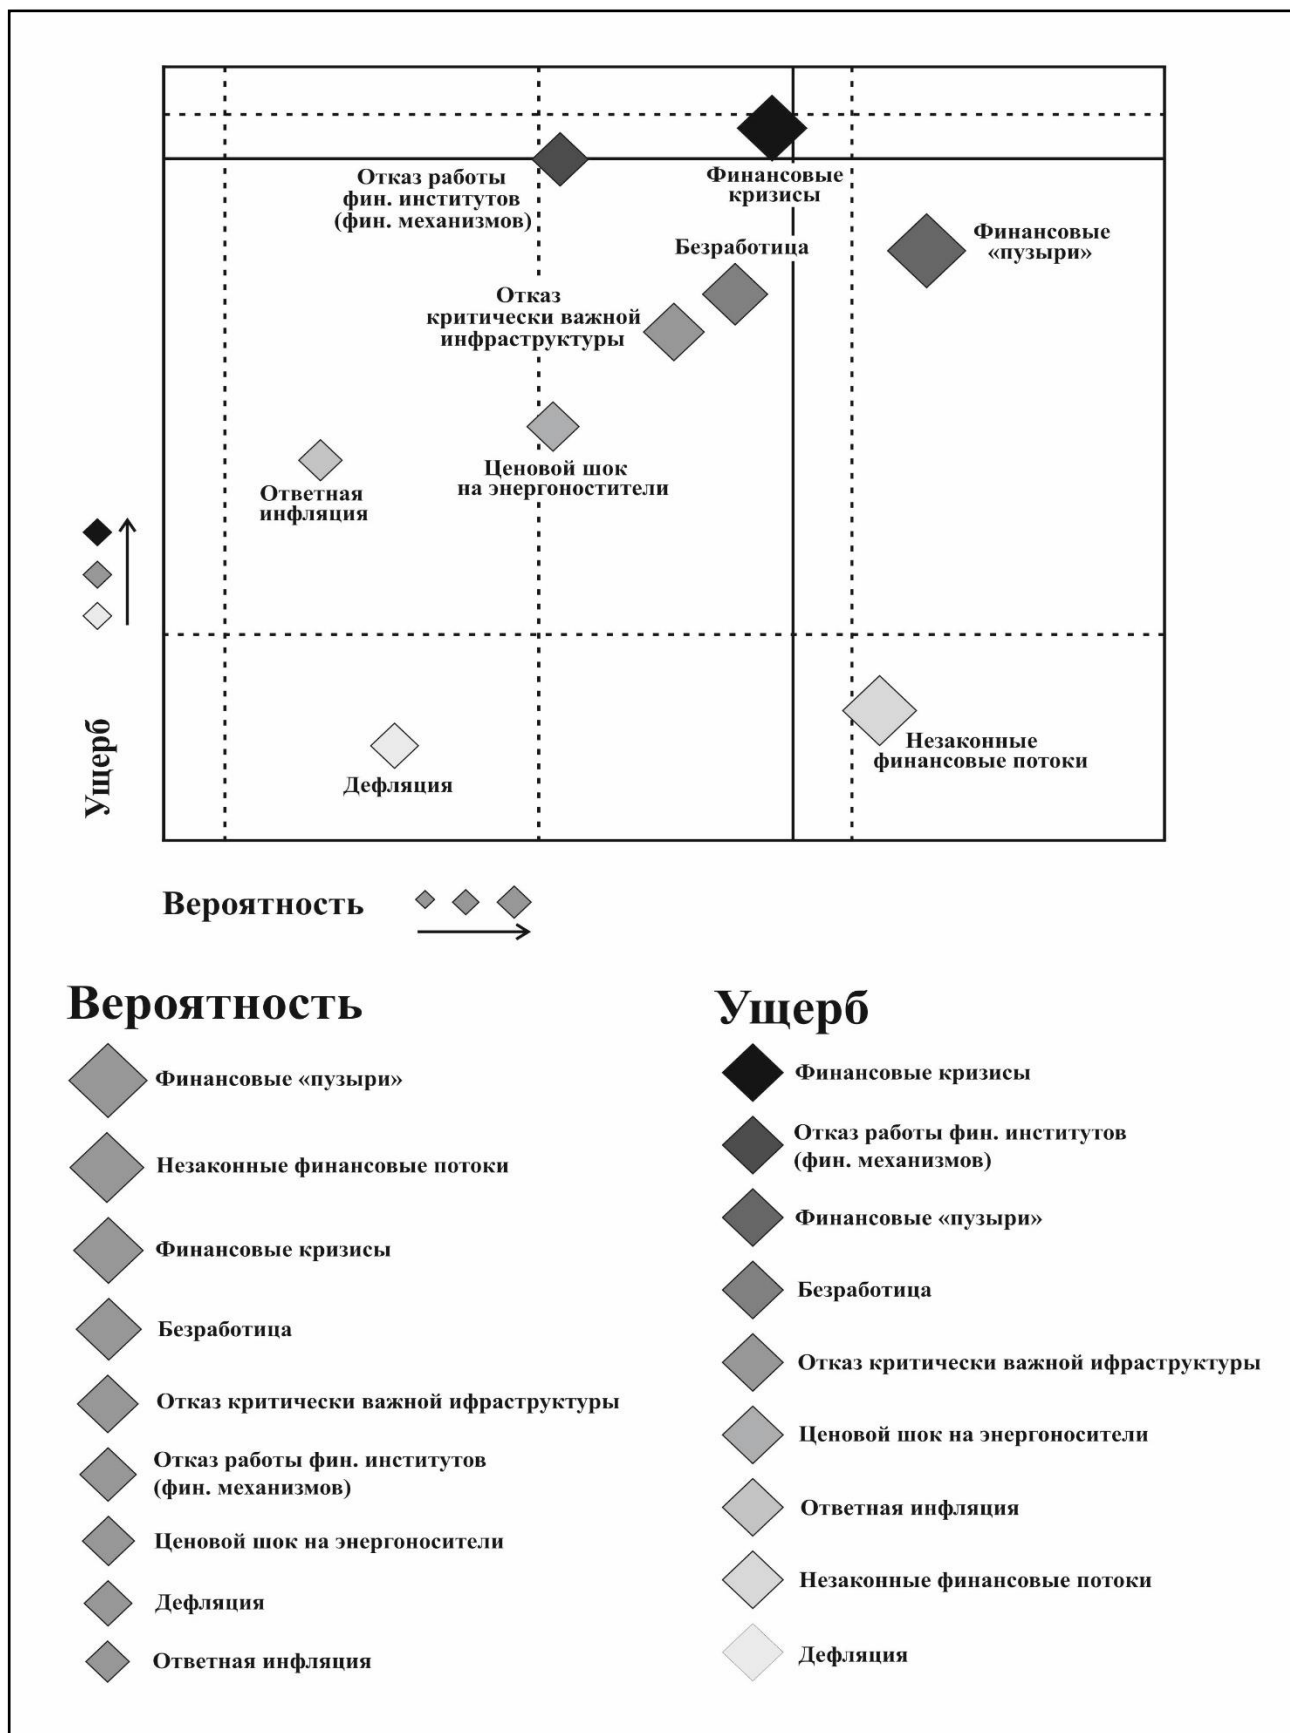 Отказ работы
фин. институтов
(фин. механизмов)
Финансовые
кризисы
Финансовые
«пузыри»
Безработица
Отказ
критически важной
инфраструктуры
Ценовой шок
на энергоностители
Ответная
инфляция
Незаконные
финансовые потоки
Дефляция
Ущерб
Вероятность
Вероятность
Финансовые «пузыри»
Незаконные финансовые потоки
Финансовые кризисы
Безработица
Отказ критически важной ифраструктуры
Отказ работы фин. институтов
(фин. механизмов)
Ценовой шок на энергоносители
Дефляция
Ответная инфляция
Ущерб
Финансовые кризисы
Отказ работы фин. институтов
(фин. механизмов)
Финансовые «пузыри»
Безработица
Отказ критически важной ифраструктуры
Ценовой шок на энергоносители
Ответная инфляция
Незаконные финансовые потоки
Дефляция